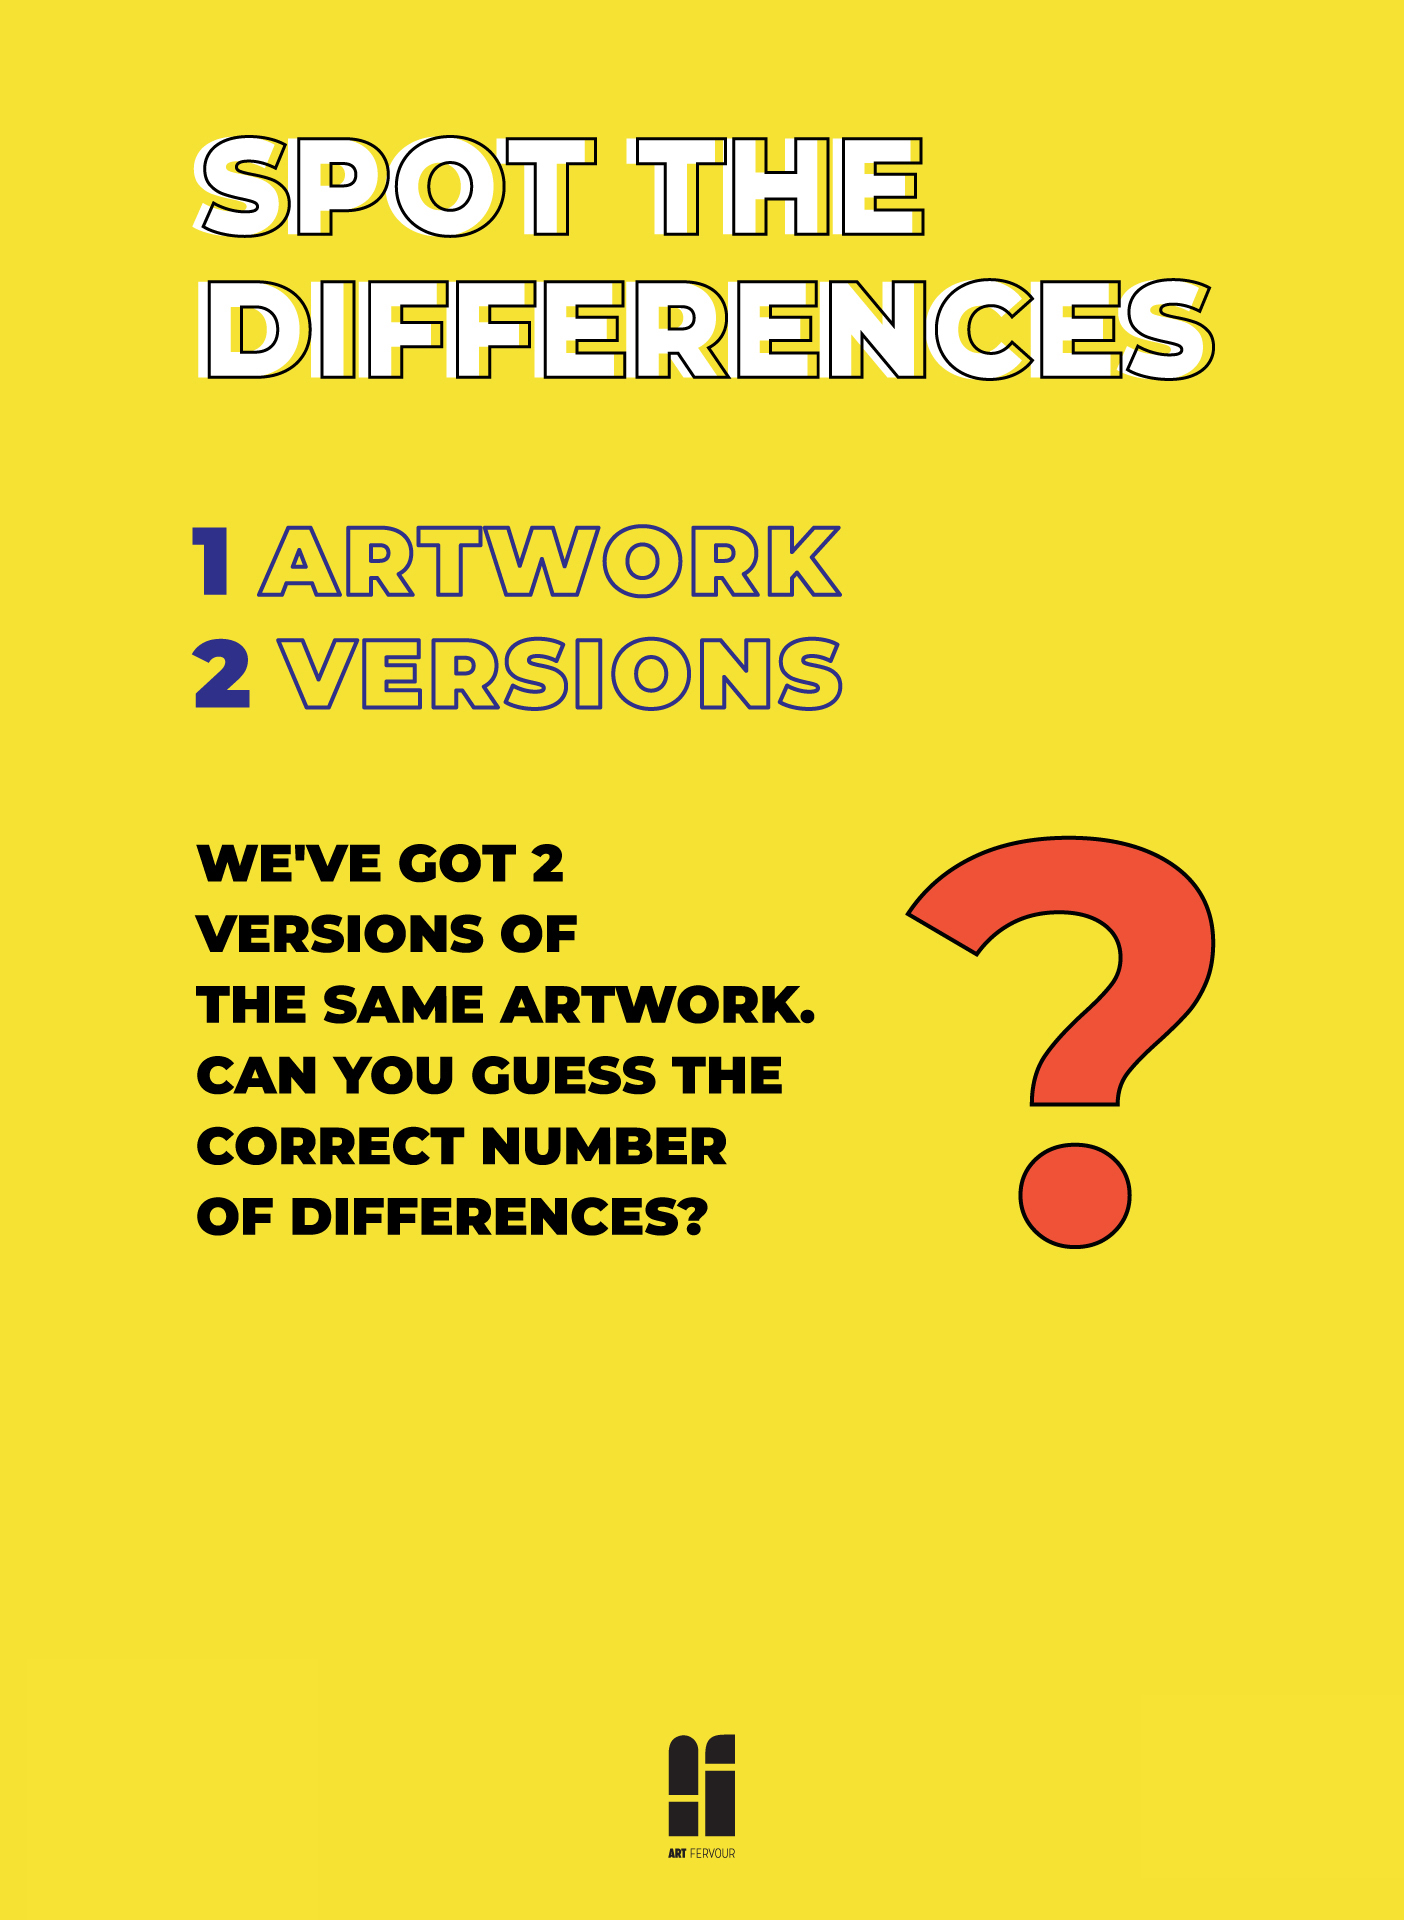 SPOT THE
DIFFERENCES
1 ARTWORK
2 VERSIONS
WE'VE GOT 2
VERSIONS OF
THE SAME ARTWORK.
CAN YOU GUESS THE
CORRECT NUMBER
OF DIFFERENCES?
?
ART FERVOUR